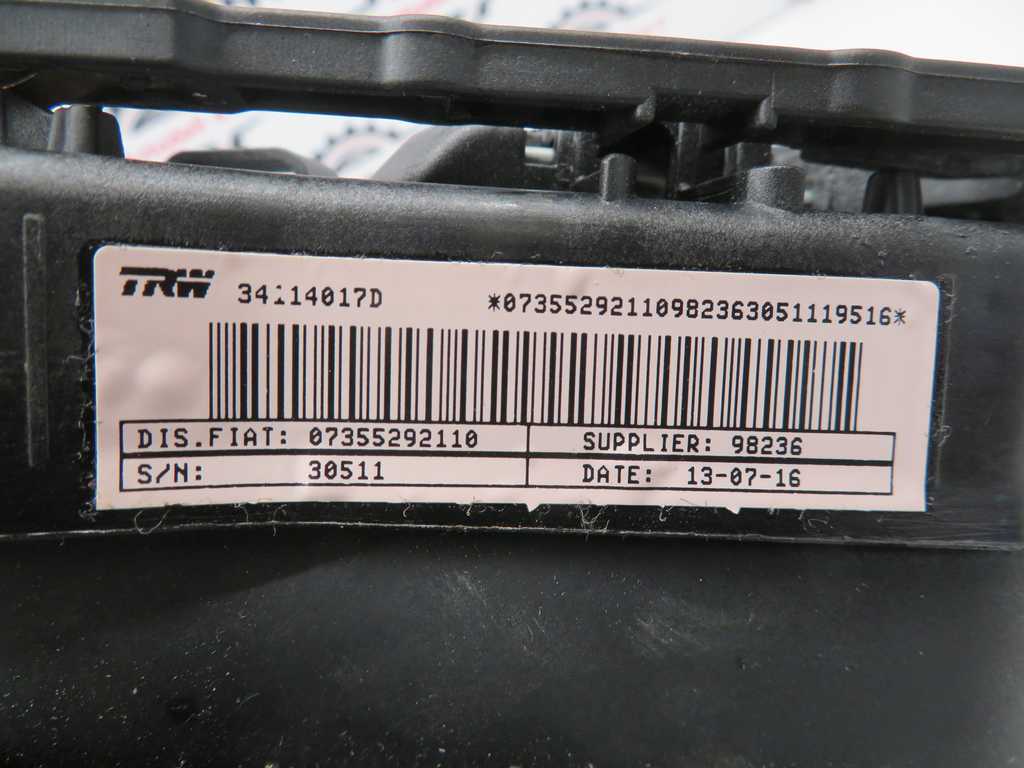 TRW 34114017D *07355292110982363051119516*
DIS.FIAT: 07355292110 SUPPLIER: 98236
S/N: 30511 DATE: 13-07-16